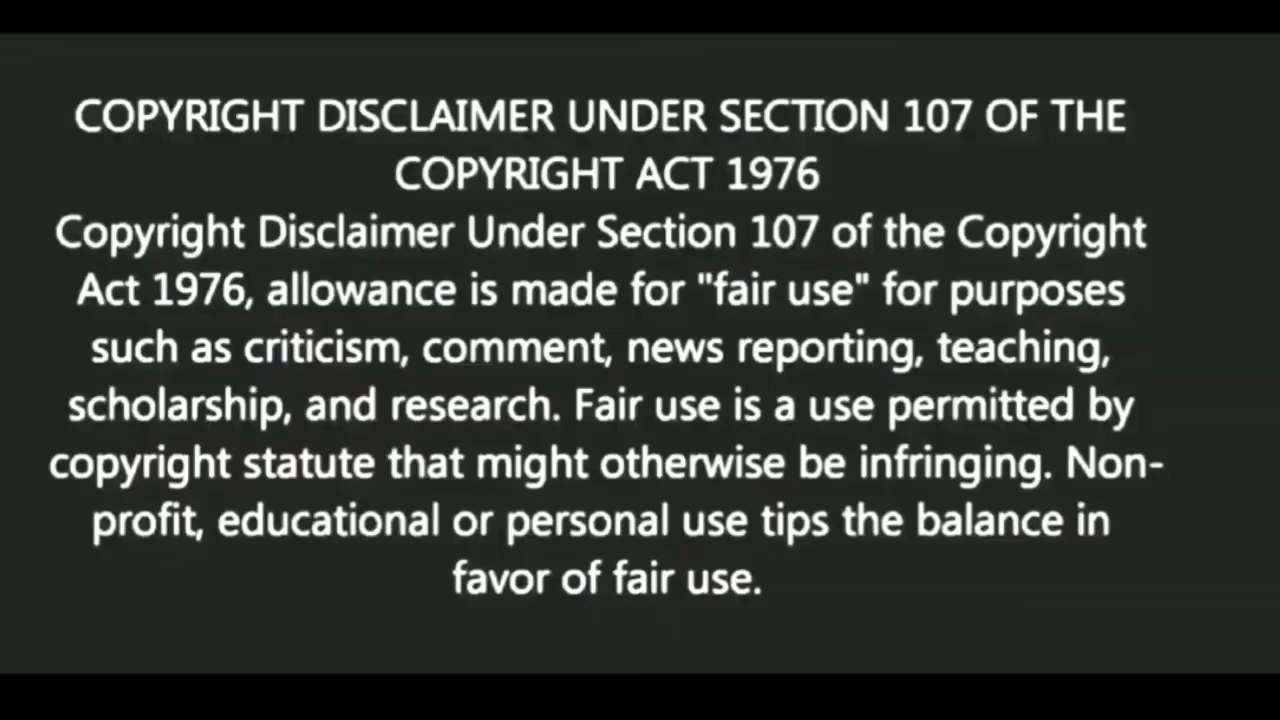 COPYRIGHT DISCLAIMER UNDER SECTION 107 OF THE
COPYRIGHT ACT 1976
Copyright Disclaimer Under Section 107 of the Copyright
Act 1976, allowance is made for "fair use" for purposes
such as criticism, comment, news reporting, teaching,
scholarship, and research. Fair use is a use permitted by
copyright statute that might otherwise be infringing. Non-
profit, educational or personal use tips the balance in
favor of fair use.